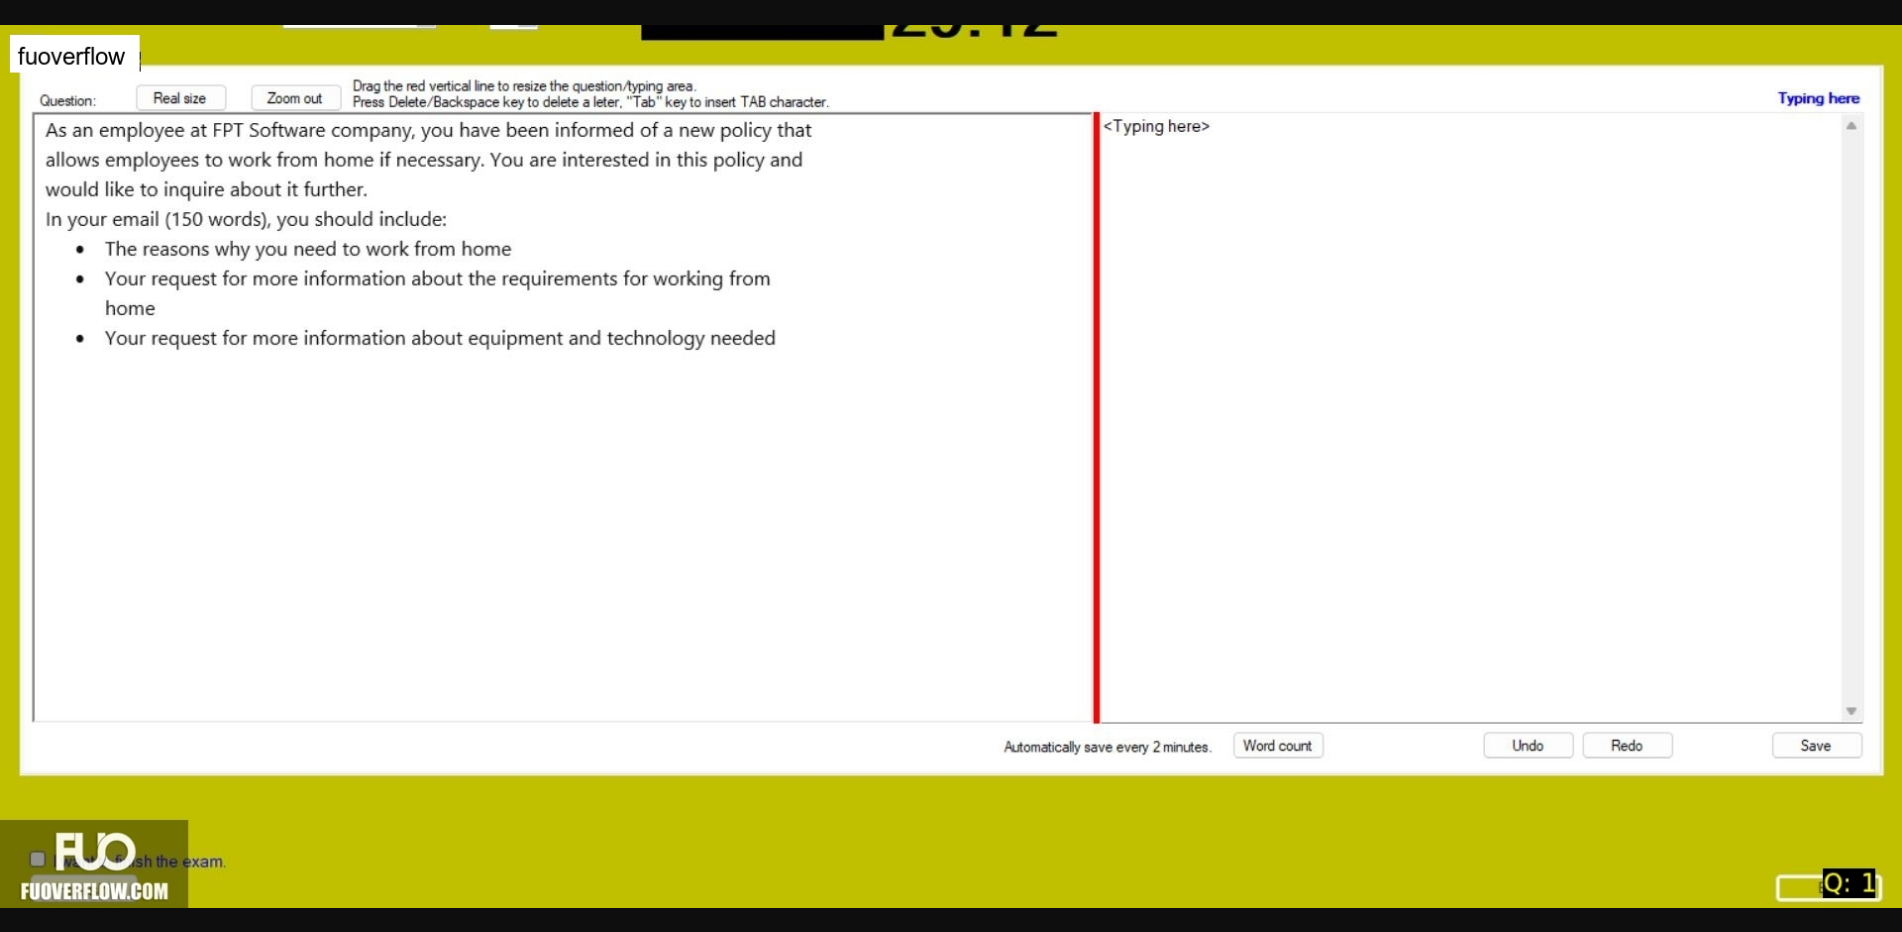 fuoverflow
Question:
Real size
Zoom out
Drag the red vertical line to resize the question/typing area.
Press Delete/Backspace key to delete a leter, "Tab" key to insert TAB character.
Typing here
As an employee at FPT Software company, you have been informed of a new policy that
allows employees to work from home if necessary. You are interested in this policy and
would like to inquire about it further.
In your email (150 words), you should include:
• The reasons why you need to work from home
• Your request for more information about the requirements for working from
home
• Your request for more information about equipment and technology needed
<Typing here>
Automatically save every 2 minutes.
Word count
Undo
Redo
Save
FUO
the exam.
FUOVERFLOW.COM
Q: 1